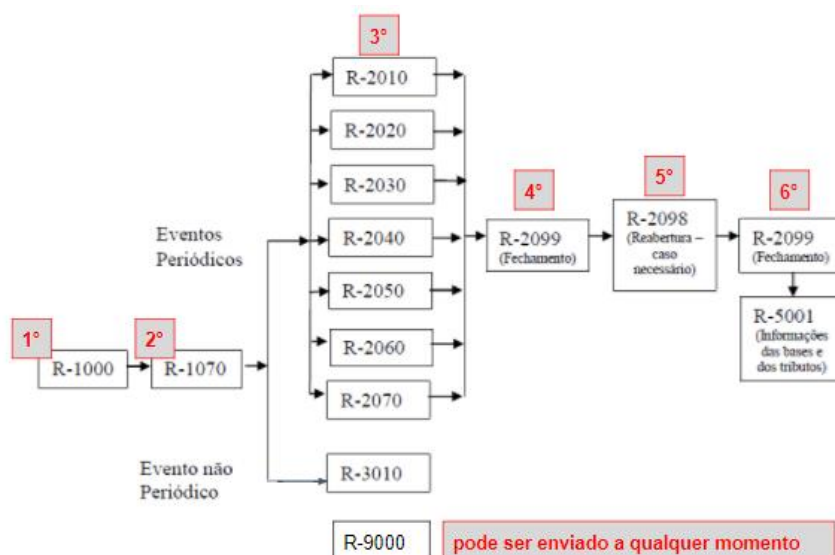 3°
R-2010
R-2020
R-2030
R-2040
R-2050
R-2060
R-2070
Eventos
Periódicos
4°
R-2099
(Fechamento)
5°
R-2098
(Reabertura –
caso
necessário)
6°
R-2099
(Fechamento)
R-5001
(Informações
das bases e
dos tributos)
1°
R-1000
2°
R-1070
Evento não
Periódico
R-3010
R-9000
pode ser enviado a qualquer momento